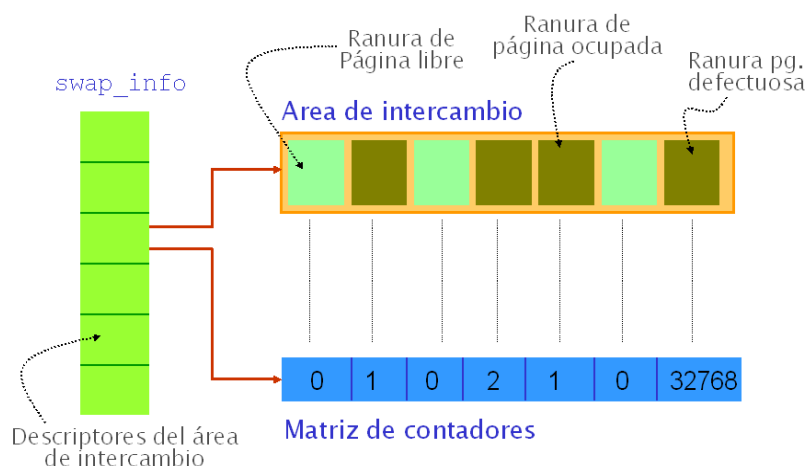 Ranura de
Página libre
Ranura de
página ocupada
Ranura pg.
defectuosa
swap_info
Area de intercambio
0 1 0 2 1 0 32768
Matriz de contadores
Descriptores del área
de intercambio